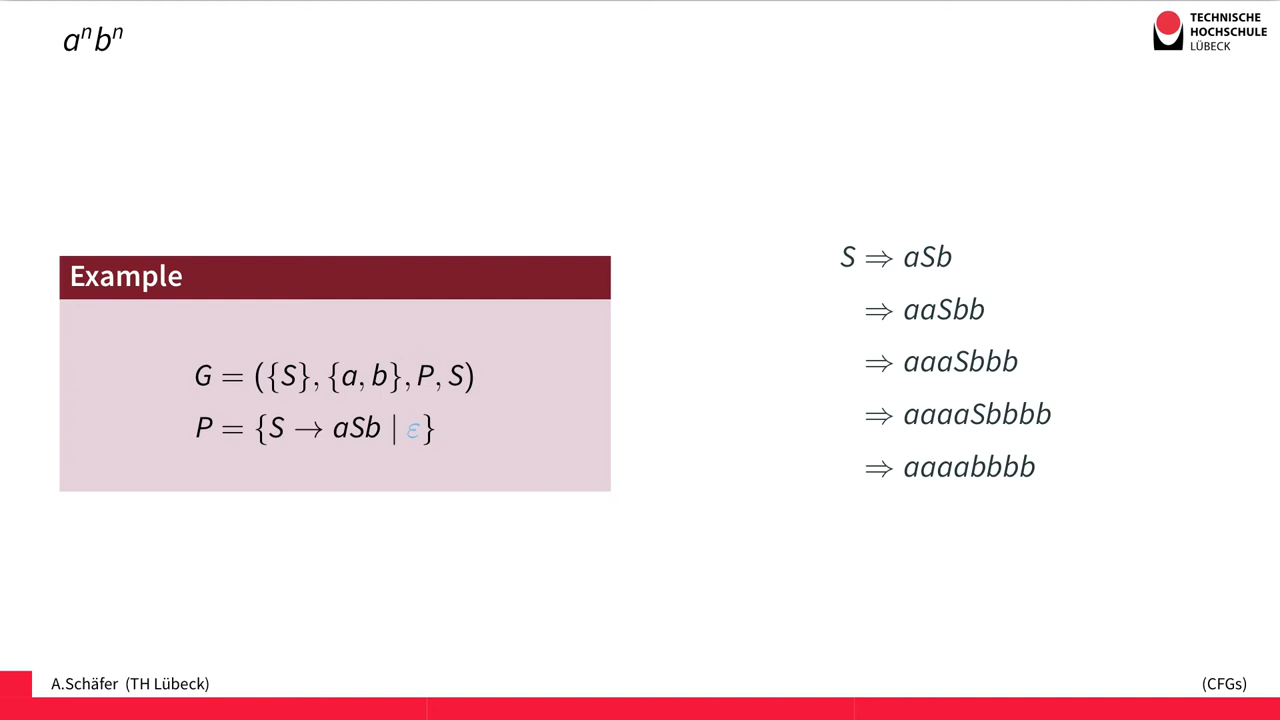 aⁿbⁿ
TECHNISCHE
HOCHSCHULE
LÜBECK
Example
G = ({S}, {a, b}, P, S)
P = {S → aSb | ε}
S ⇒ aSb
⇒ aaSbb
⇒ aaaSbbb
⇒ aaaaSbbbb
⇒ aaaabbbb
A.Schäfer (TH Lübeck)
(CFGs)